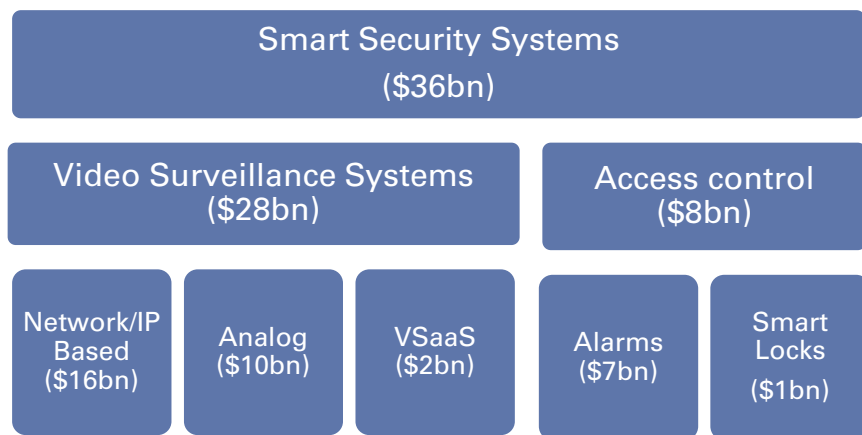 Smart Security Systems
($36bn)
Video Surveillance Systems
($28bn)
Access control
($8bn)
Network/IP
Based
($16bn)
Analog
($10bn)
VSaaS
($2bn)
Alarms
($7bn)
Smart
Locks
($1bn)